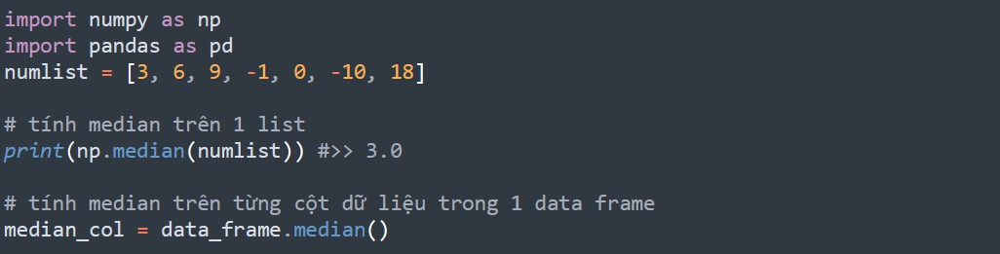 import numpy as np
import pandas as pd
numlist = [3, 6, 9, -1, 0, -10, 18]
# tính median trên 1 list
print(np.median(numlist)) #>> 3.0
# tính median trên từng cột dữ liệu trong 1 data frame
median_col = data_frame.median()